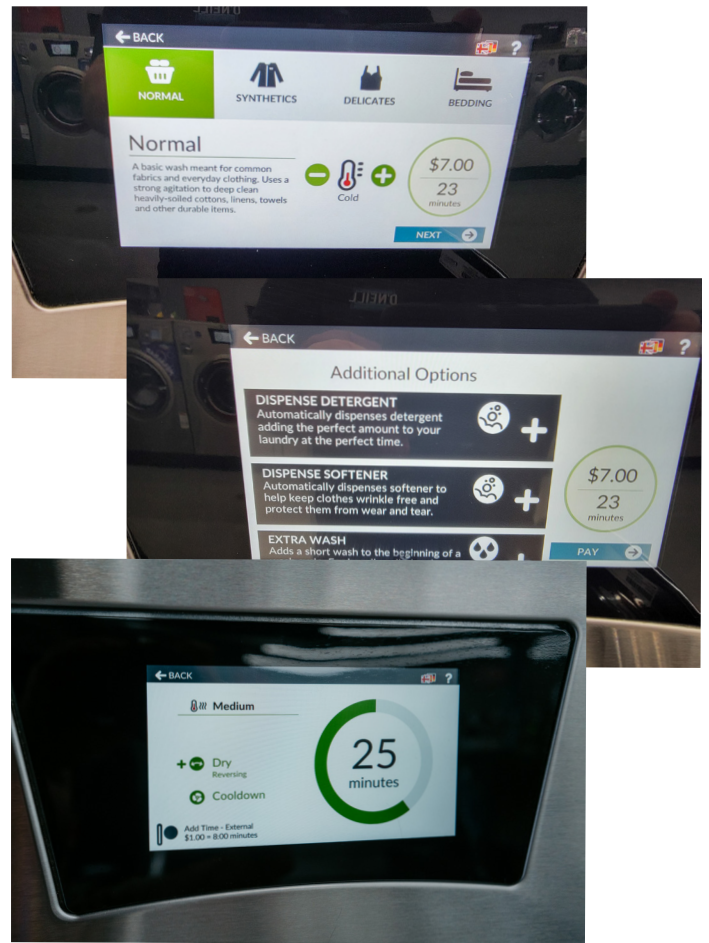 BACK
?
NORMAL
SYNTHETICS
DELICATES
BEDDING
Normal
A basic wash meant for common
fabrics and everyday clothing. Uses a
strong agitation to deep clean
heavily-soiled cottons, linens, towels
and other durable items.
Cold
$7.00
23
minutes
NEXT
O'NEILL
BACK
?
Additional Options
DISPENSE DETERGENT
Automatically dispenses detergent
adding the perfect amount to your
laundry at the perfect time.
DISPENSE SOFTENER
Automatically dispenses softener to
help keep clothes wrinkle free and
protect them from wear and tear.
EXTRA WASH
Adds a short wash to the beginning of a
$7.00
23
minutes
PAY
BACK
?
Medium
+ Dry
Reversing
Cooldown
25
minutes
Add Time - External
$1.00 = 8:00 minutes